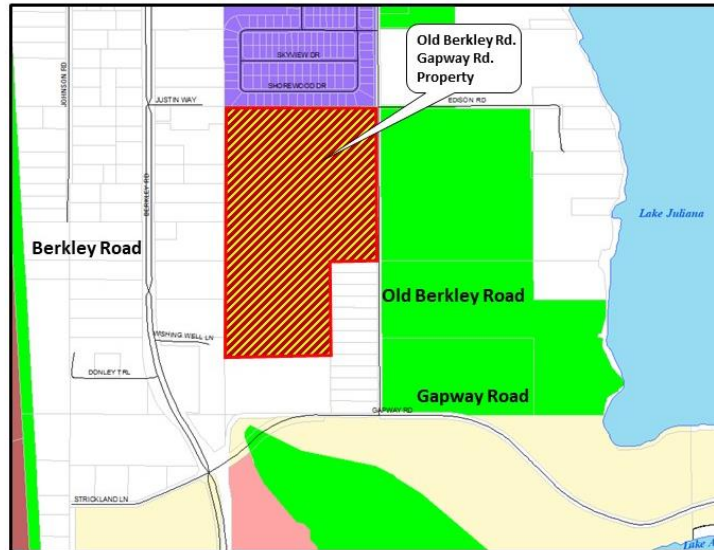 Old Berkley Rd.
Gapway Rd.
Property
SKYVIEW DR
SHOREWOOD DR
JOHNSON RD
JUSTIN WAY
EDISON RD
BERKLEY RD
Lake Juliana
Berkley Road
Old Berkley Road
WISHING WELL LN
DONLEY TRL
Gapway Road
GAPWAY RD
STRICKLAND LN
Lake A